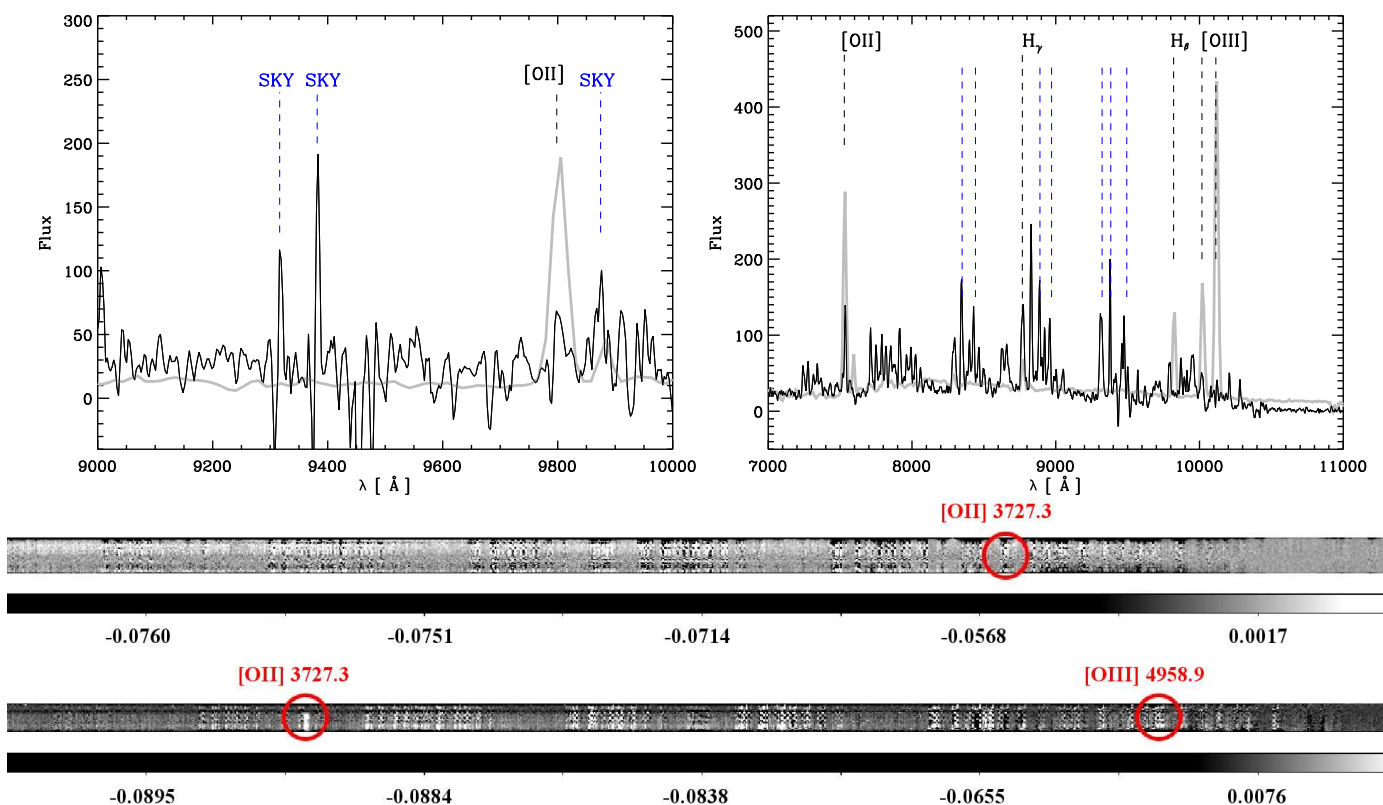 300
250
200
150
100
50
0
Flux
SKY SKY [OII] SKY
9000 9200 9400 9600 9800 10000
λ [ Å ]
500
400
300
200
100
0
Flux
[OII] Hγ Hβ [OIII]
7000 8000 9000 10000 11000
λ [ Å ]
[OII] 3727.3
-0.0760 -0.0751 -0.0714 -0.0568 0.0017
[OII] 3727.3 [OIII] 4958.9
-0.0895 -0.0884 -0.0838 -0.0655 0.0076